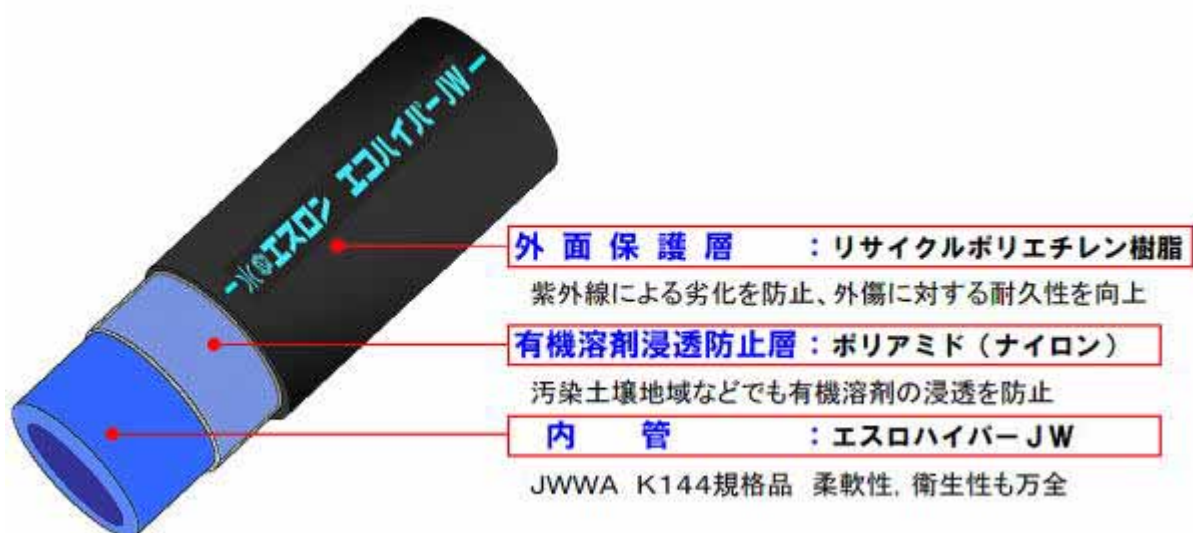 エスロン エコハイパーJW
外面保護層：リサイクルポリエチレン樹脂
紫外線による劣化を防止、外傷に対する耐久性を向上
有機溶剤浸透防止層：ポリアミド（ナイロン）
汚染土壌地域などでも有機溶剤の浸透を防止
内管：エスロハイパーJW
JWWA K144規格品 柔軟性, 衛生性も万全